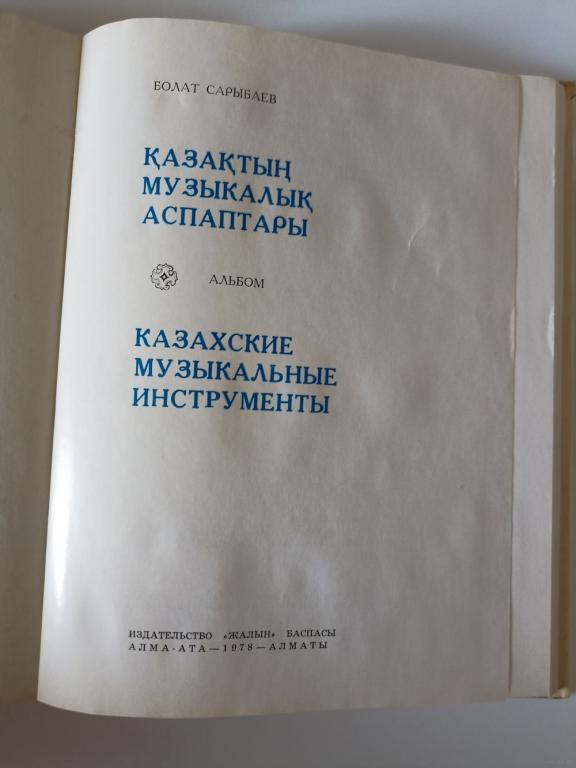 БОЛАТ САРЫБАЕВ
ҚАЗАҚТЫҢ
МУЗЫКАЛЫҚ
АСПАПТАРЫ
АЛЬБОМ
КАЗАХСКИЕ
МУЗЫКАЛЬНЫЕ
ИНСТРУМЕНТЫ
ИЗДАТЕЛЬСТВО «ЖАЛЫН» БАСПАСЫ
АЛМА-АТА — 1978 — АЛМАТЫ